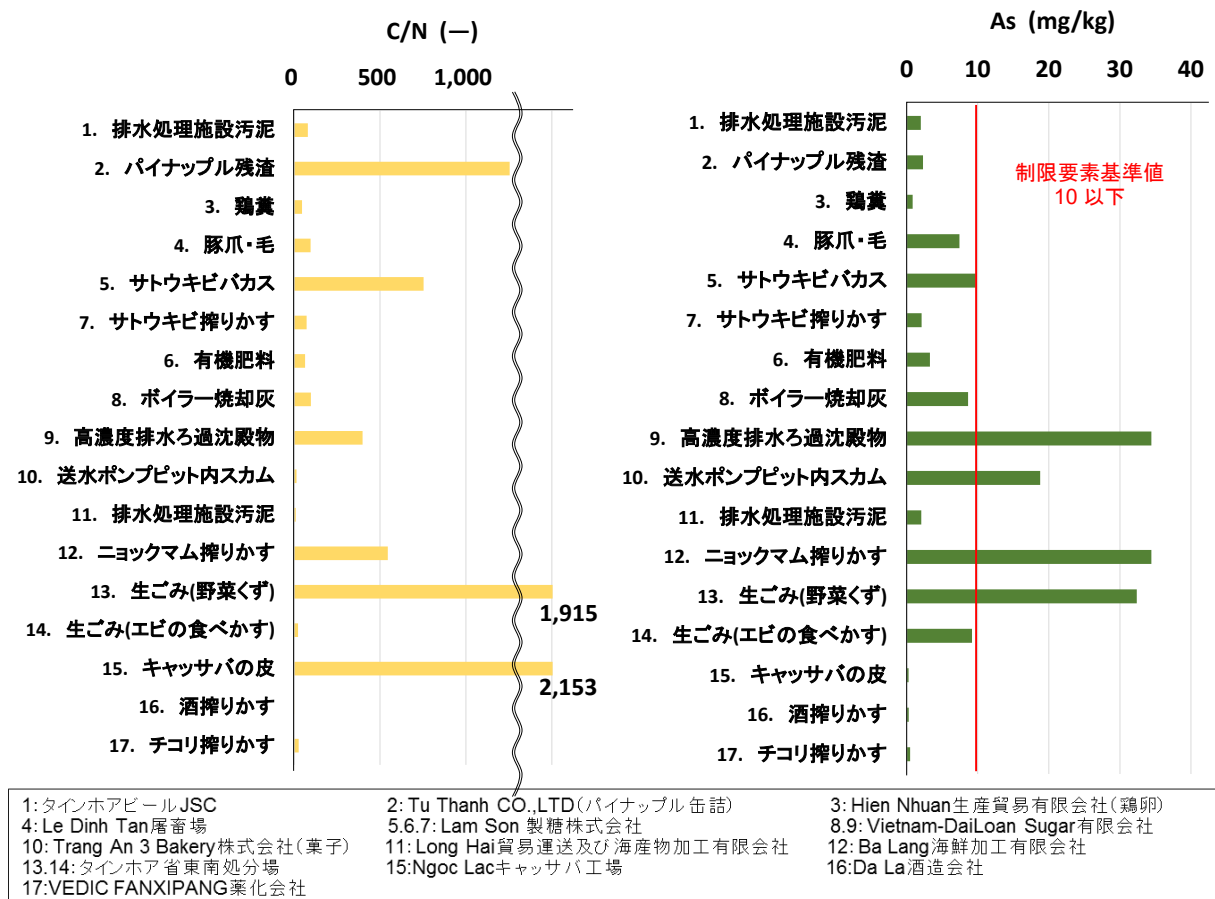 C/N (―)
0 500 1,000
1. 排水処理施設汚泥
2. パイナップル残渣
3. 鶏糞
4. 豚爪・毛
5. サトウキビバカス
7. サトウキビ搾りかす
6. 有機肥料
8. ボイラー焼却灰
9. 高濃度排水ろ過沈殿物
10. 送水ポンプピット内スカム
11. 排水処理施設汚泥
12. ニョックマム搾りかす
13. 生ごみ(野菜くず)
1,915
14. 生ごみ(エビの食べかす)
15. キャッサバの皮
2,153
16. 酒搾りかす
17. チコリ搾りかす
As (mg/kg)
0 10 20 30 40
1. 排水処理施設汚泥
2. パイナップル残渣
制限要素基準値
10 以下
3. 鶏糞
4. 豚爪・毛
5. サトウキビバカス
7. サトウキビ搾りかす
6. 有機肥料
8. ボイラー焼却灰
9. 高濃度排水ろ過沈殿物
10. 送水ポンプピット内スカム
11. 排水処理施設汚泥
12. ニョックマム搾りかす
13. 生ごみ(野菜くず)
14. 生ごみ(エビの食べかす)
15. キャッサバの皮
16. 酒搾りかす
17. チコリ搾りかす
1:タインホアビールJSC 2: Tu Thanh CO.,LTD(パイナップル缶詰) 3: Hien Nhuan生産貿易有限会社(鶏卵)
4: Le Dinh Tan屠畜場 5.6.7: Lam Son 製糖株式会社 8.9: Vietnam-DaiLoan Sugar有限会社
10: Trang An 3 Bakery株式会社(菓子) 11: Long Hai貿易運送及び海産物加工有限会社 12: Ba Lang海鮮加工有限会社
13.14:タインホア省東南処分場 15:Ngoc Lacキャッサバ工場 16:Da La酒造会社
17:VEDIC FANXIPANG薬化会社